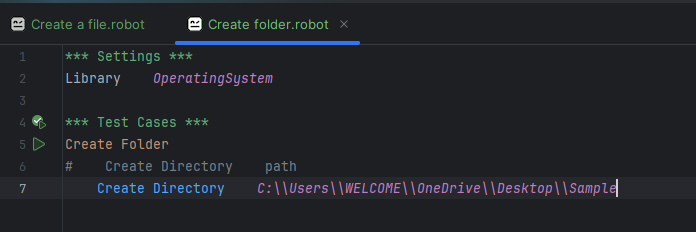 Create a file.robot    Create folder.robot ×
1 *** Settings ***
2 Library    OperatingSystem
3
4 *** Test Cases ***
5 Create Folder
6 #    Create Directory    path
7     Create Directory    C:\\Users\\WELCOME\\OneDrive\\Desktop\\Sample